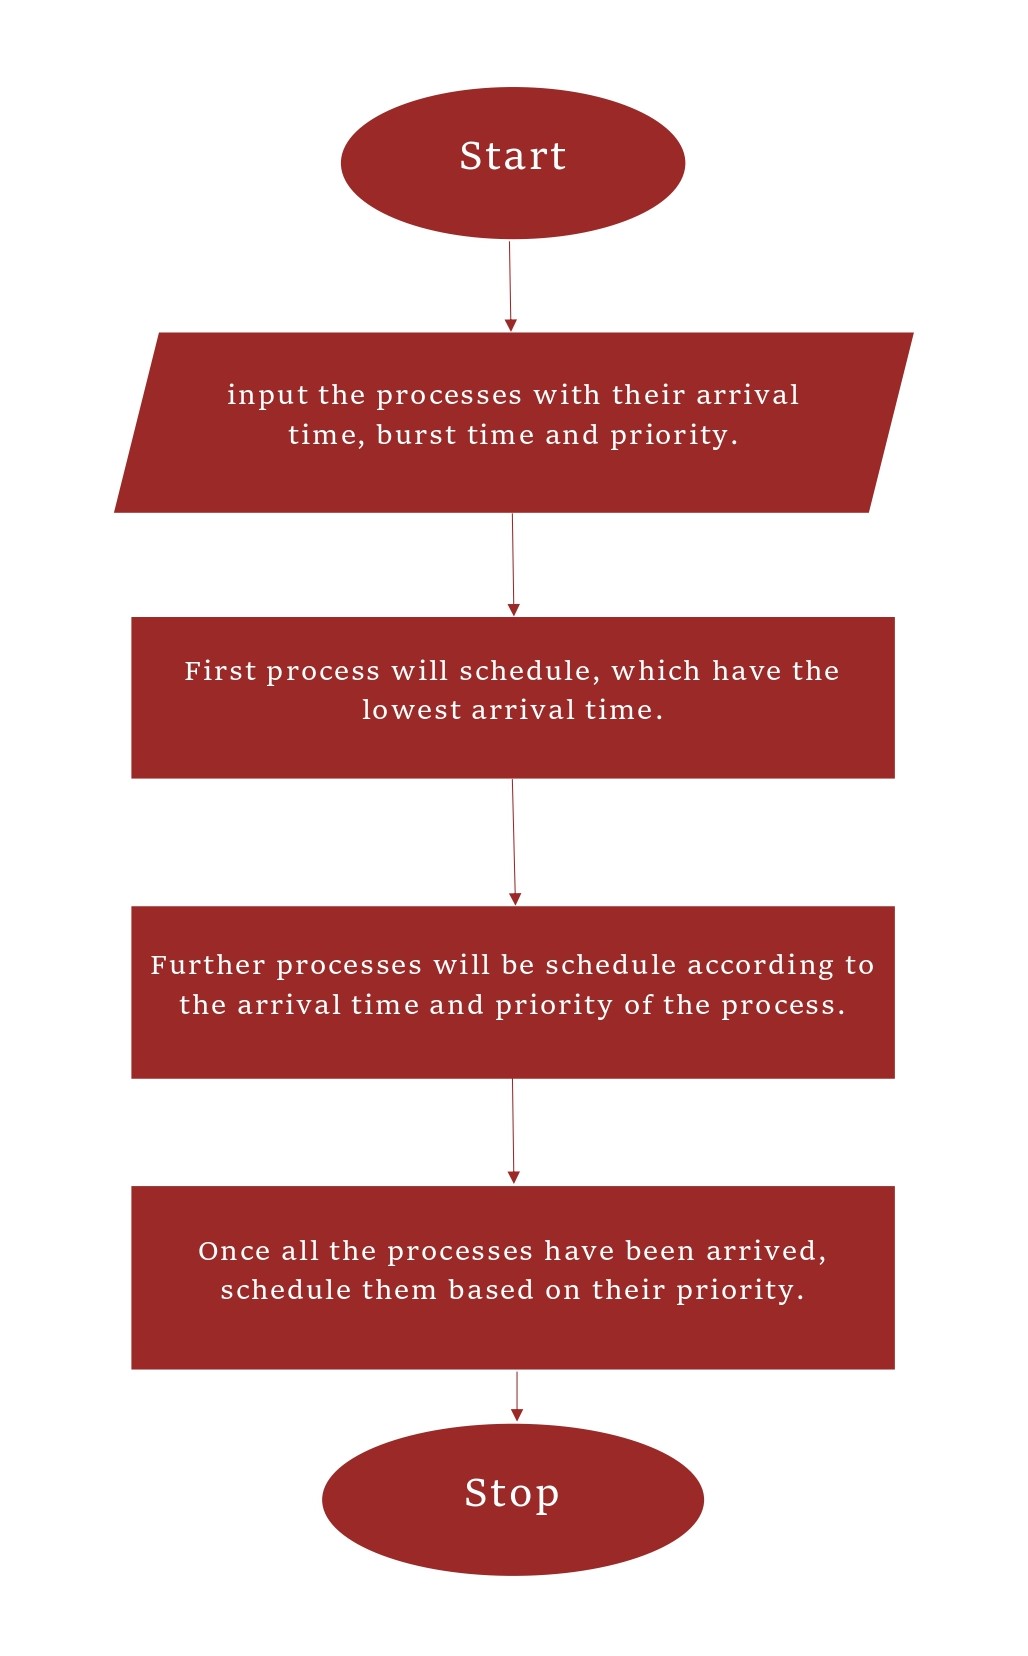 Start
input the processes with their arrival
time, burst time and priority.
First process will schedule, which have the
lowest arrival time.
Further processes will be schedule according to
the arrival time and priority of the process.
Once all the processes have been arrived,
schedule them based on their priority.
Stop